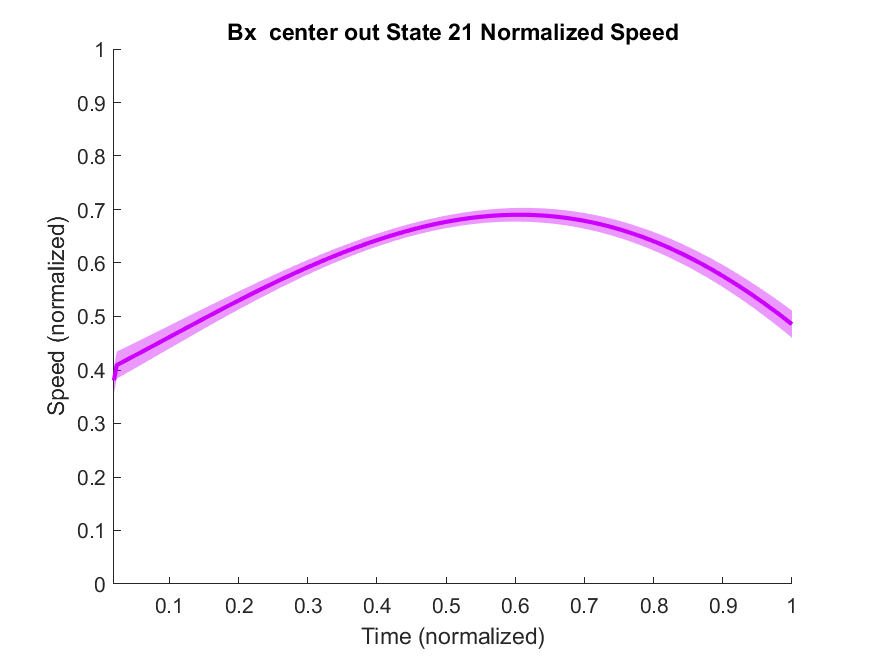 Bx  center out State 21 Normalized Speed
1
0.9
0.8
0.7
0.6
0.5
0.4
0.3
0.2
0.1
0
Speed (normalized)
0.1 0.2 0.3 0.4 0.5 0.6 0.7 0.8 0.9 1
Time (normalized)